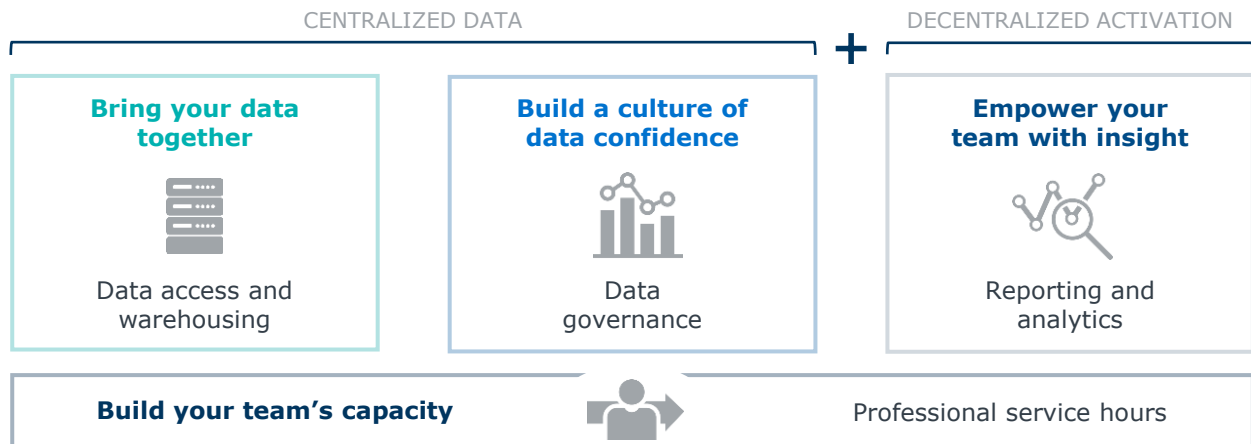 CENTRALIZED DATA
+
DECENTRALIZED ACTIVATION
Bring your data
together
Data access and
warehousing
Build a culture of
data confidence
Data
governance
Empower your
team with insight
Reporting and
analytics
Build your team’s capacity
Professional service hours